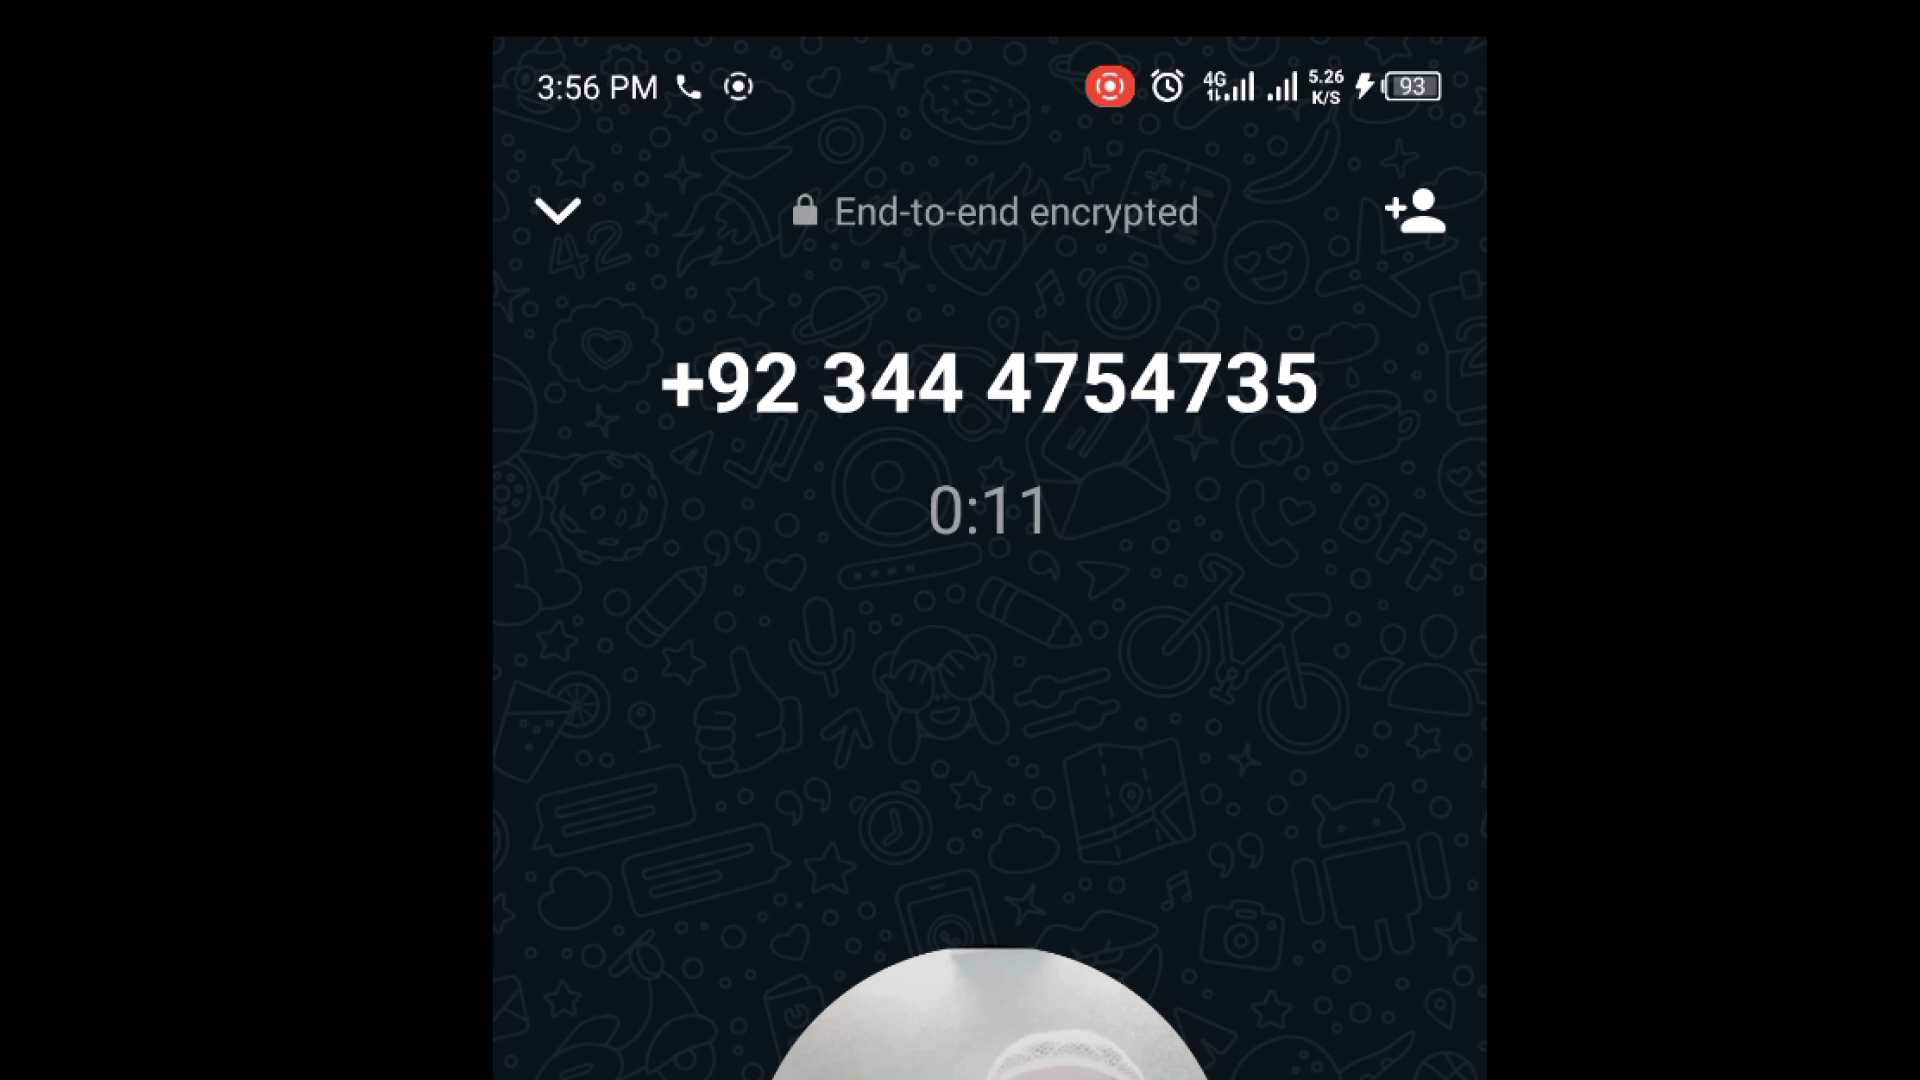 3:56 PM 4G 5.26 K/S 93
End-to-end encrypted
+92 344 4754735
0:11